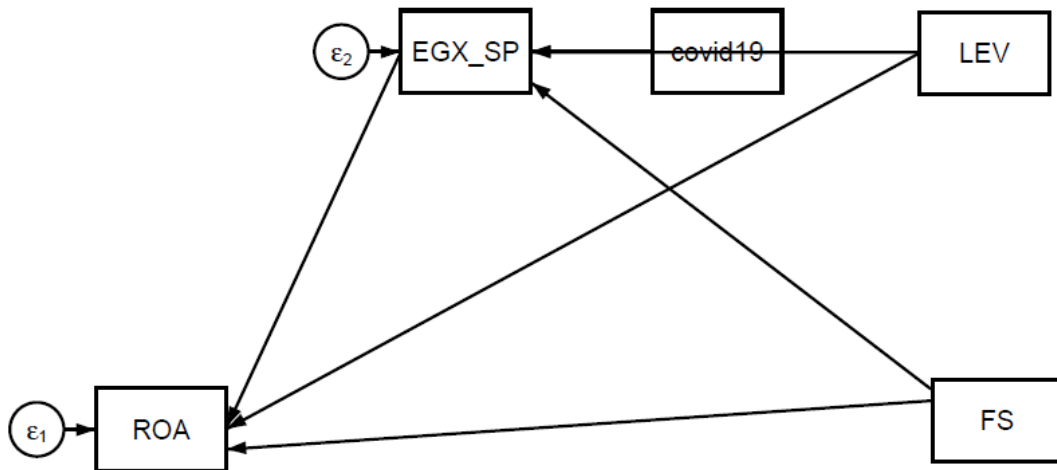 ε2
EGX_SP
covid19
LEV
ε1
ROA
FS